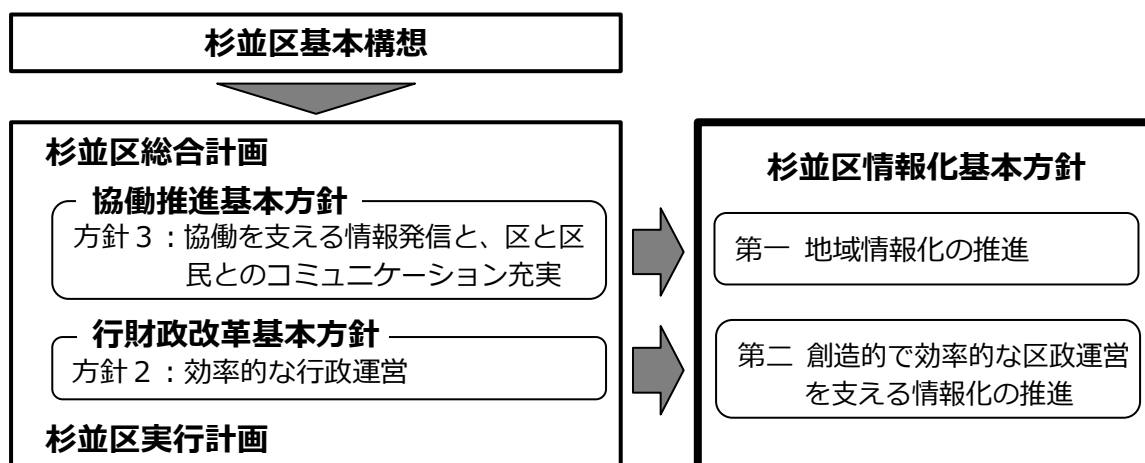 杉並区基本構想
杉並区総合計画
協働推進基本方針
方針3：協働を支える情報発信と、区と区
民とのコミュニケーション充実
行財政改革基本方針
方針2：効率的な行政運営
杉並区実行計画
杉並区情報化基本方針
第一 地域情報化の推進
第二 創造的で効率的な区政運営
を支える情報化の推進